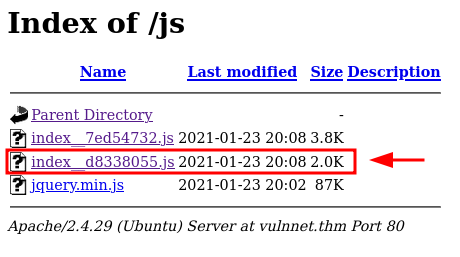 Index of /js
Name Last modified Size Description
Parent Directory -
index__7ed54732.js 2021-01-23 20:08 3.8K
index__d8338055.js 2021-01-23 20:08 2.0K
jquery.min.js 2021-01-23 20:02 87K
Apache/2.4.29 (Ubuntu) Server at vulnnet.thm Port 80